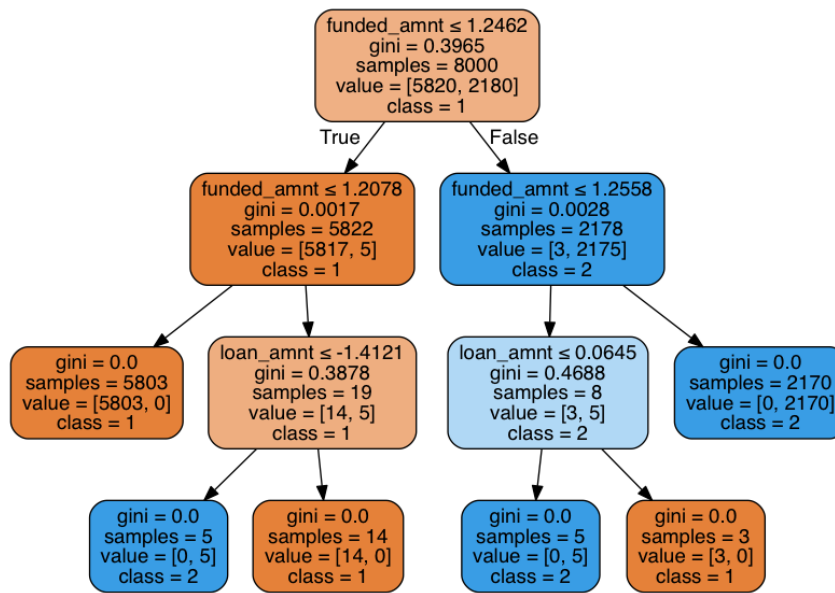 funded_amnt ≤ 1.2462
gini = 0.3965
samples = 8000
value = [5820, 2180]
class = 1
True
False
funded_amnt ≤ 1.2078
gini = 0.0017
samples = 5822
value = [5817, 5]
class = 1
funded_amnt ≤ 1.2558
gini = 0.0028
samples = 2178
value = [3, 2175]
class = 2
gini = 0.0
samples = 5803
value = [5803, 0]
class = 1
loan_amnt ≤ -1.4121
gini = 0.3878
samples = 19
value = [14, 5]
class = 1
loan_amnt ≤ 0.0645
gini = 0.4688
samples = 8
value = [3, 5]
class = 2
gini = 0.0
samples = 2170
value = [0, 2170]
class = 2
gini = 0.0
samples = 5
value = [0, 5]
class = 2
gini = 0.0
samples = 14
value = [14, 0]
class = 1
gini = 0.0
samples = 5
value = [0, 5]
class = 2
gini = 0.0
samples = 3
value = [3, 0]
class = 1